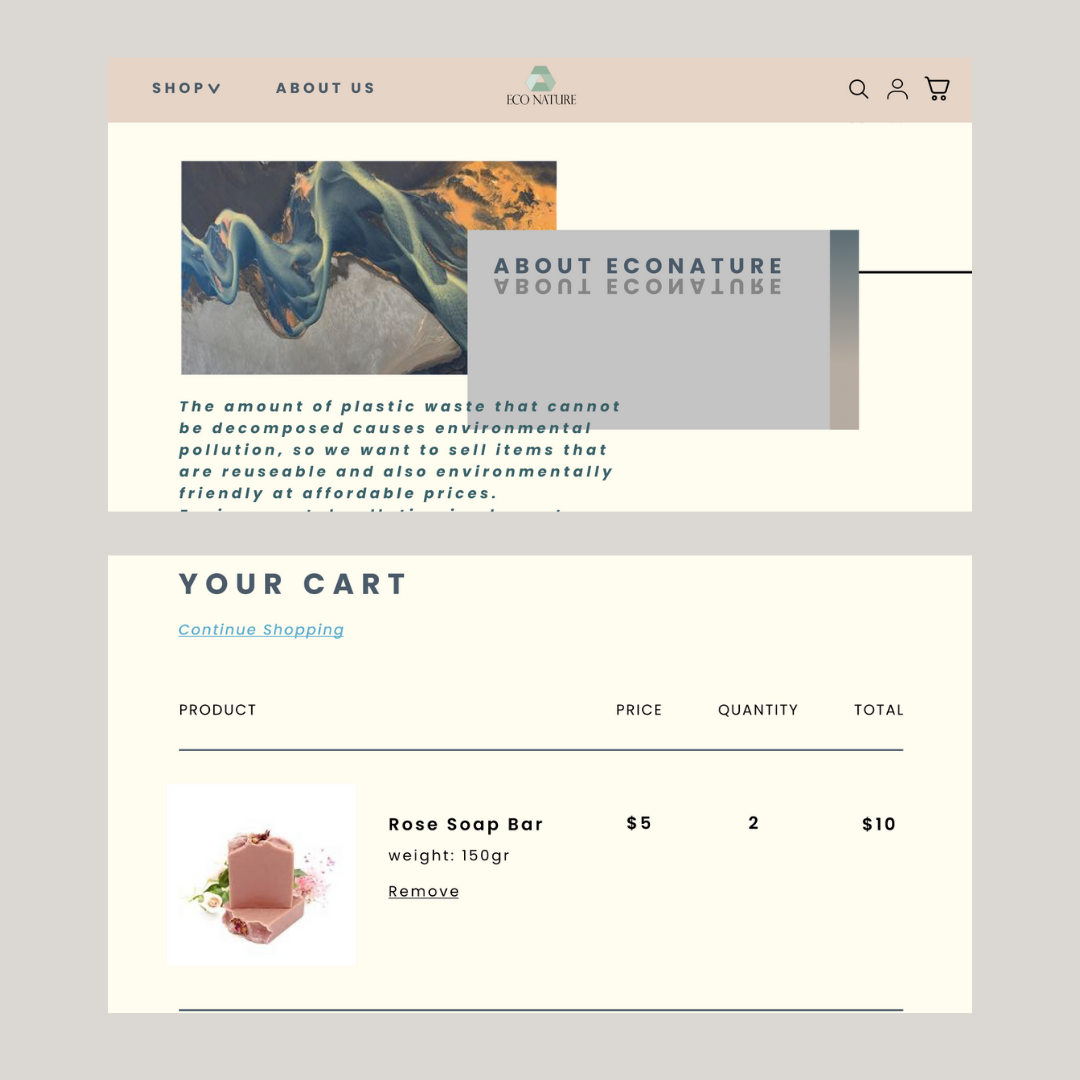 SHOP
ABOUT US
ECO NATURE
ABOUT ECONATURE
ABOUT ECONATURE
The amount of plastic waste that cannot
be decomposed causes environmental
pollution, so we want to sell items that
are reuseable and also environmentally
friendly at affordable prices.
YOUR CART
Continue Shopping
PRODUCT PRICE QUANTITY TOTAL
Rose Soap Bar $5 2 $10
weight: 150gr
Remove